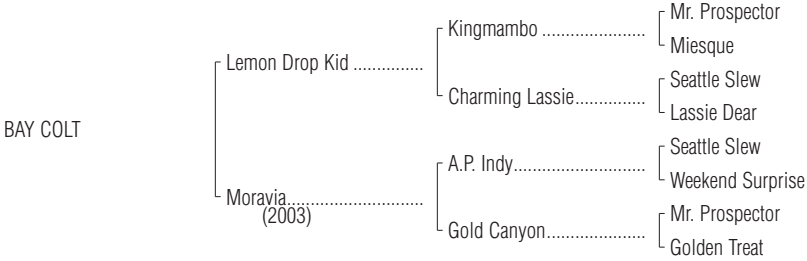 Mr. Prospector
Kingmambo ......................
Miesque
Lemon Drop Kid ...............
Seattle Slew
Charming Lassie...............
Lassie Dear
BAY COLT
Seattle Slew
A.P. Indy............................
Weekend Surprise
Moravia.............................
(2003)
Mr. Prospector
Gold Canyon.....................
Golden Treat